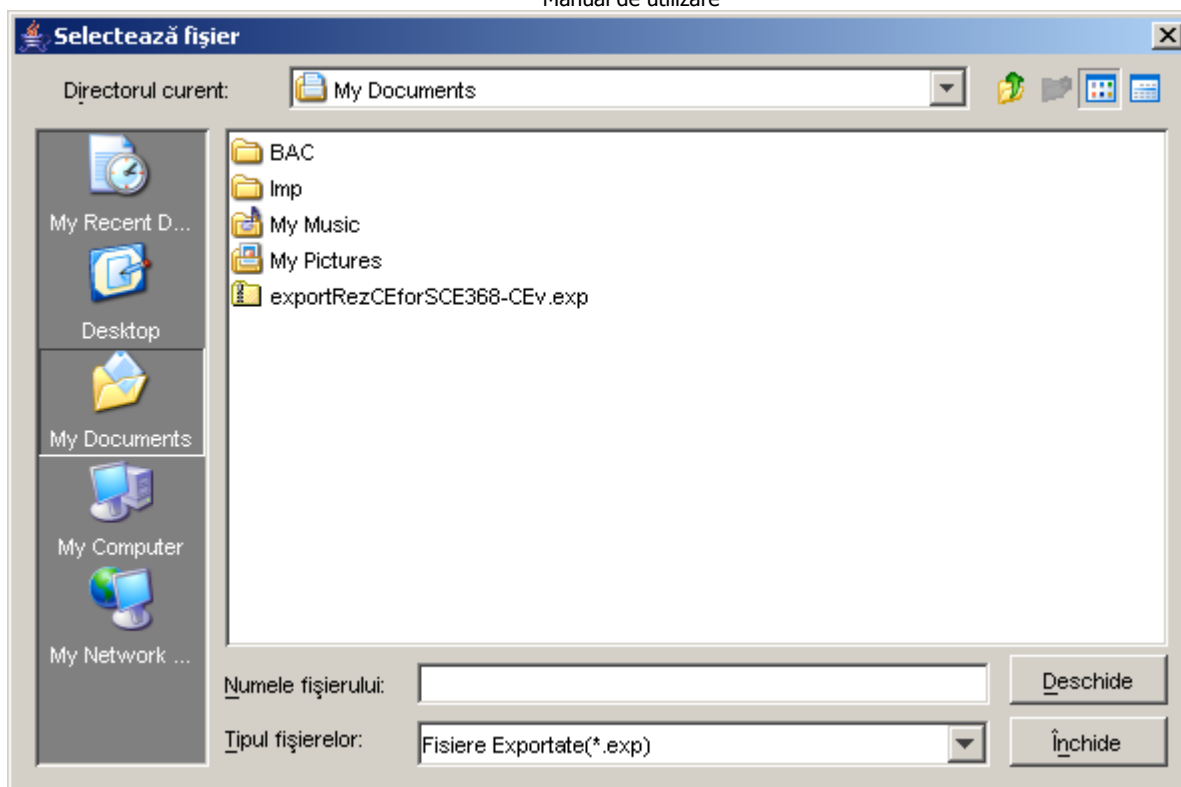 Manual de utilizare
Selectează fişier
Directorul curent: My Documents
BAC
Imp
My Recent D...
My Music
My Pictures
exportRezCEforSCE368-CEv.exp
Desktop
My Documents
My Computer
My Network ...
Numele fişierului:
Deschide
Tipul fişierelor: Fisiere Exportate(*.exp)
Închide